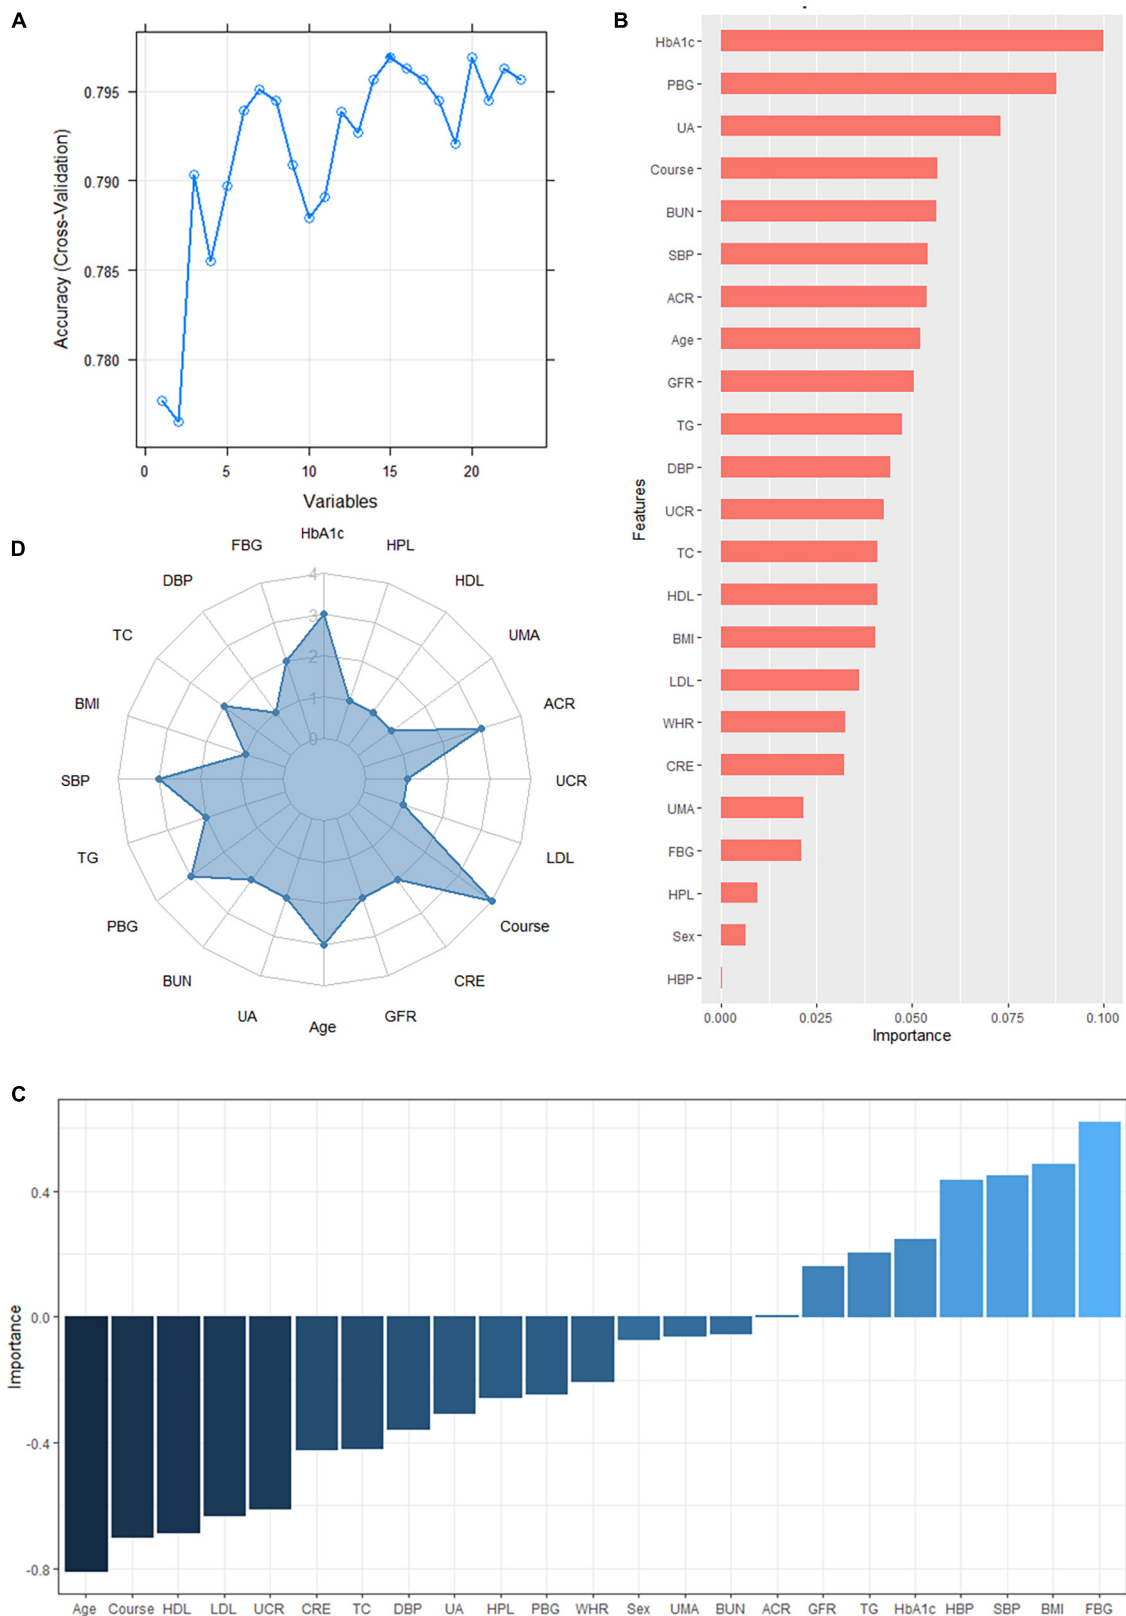 A
0.795
0.790
0.785
0.780
Accuracy (Cross-Validation)
0
5
10
15
20
Variables
B
HbA1c
PBG
UA
Course
BUN
SBP
ACR
Age
GFR
TG
DBP
UCR
TC
HDL
BMI
LDL
WHR
CRE
UMA
FBG
HPL
Sex
HBP
Features
0.000 0.025 0.050 0.075 0.100
Importance
D
HbA1c
HPL
HDL
UMA
ACR
UCR
LDL
Course
CRE
GFR
Age
UA
BUN
PBG
TG
SBP
BMI
TC
DBP
FBG
4
3
2
1
0
C
0.4
0.0
-0.4
-0.8
Importance
Age Course HDL LDL UCR CRE TC DBP UA HPL PBG WHR Sex UMA BUN ACR GFR TG HbA1c HBP SBP BMI FBG